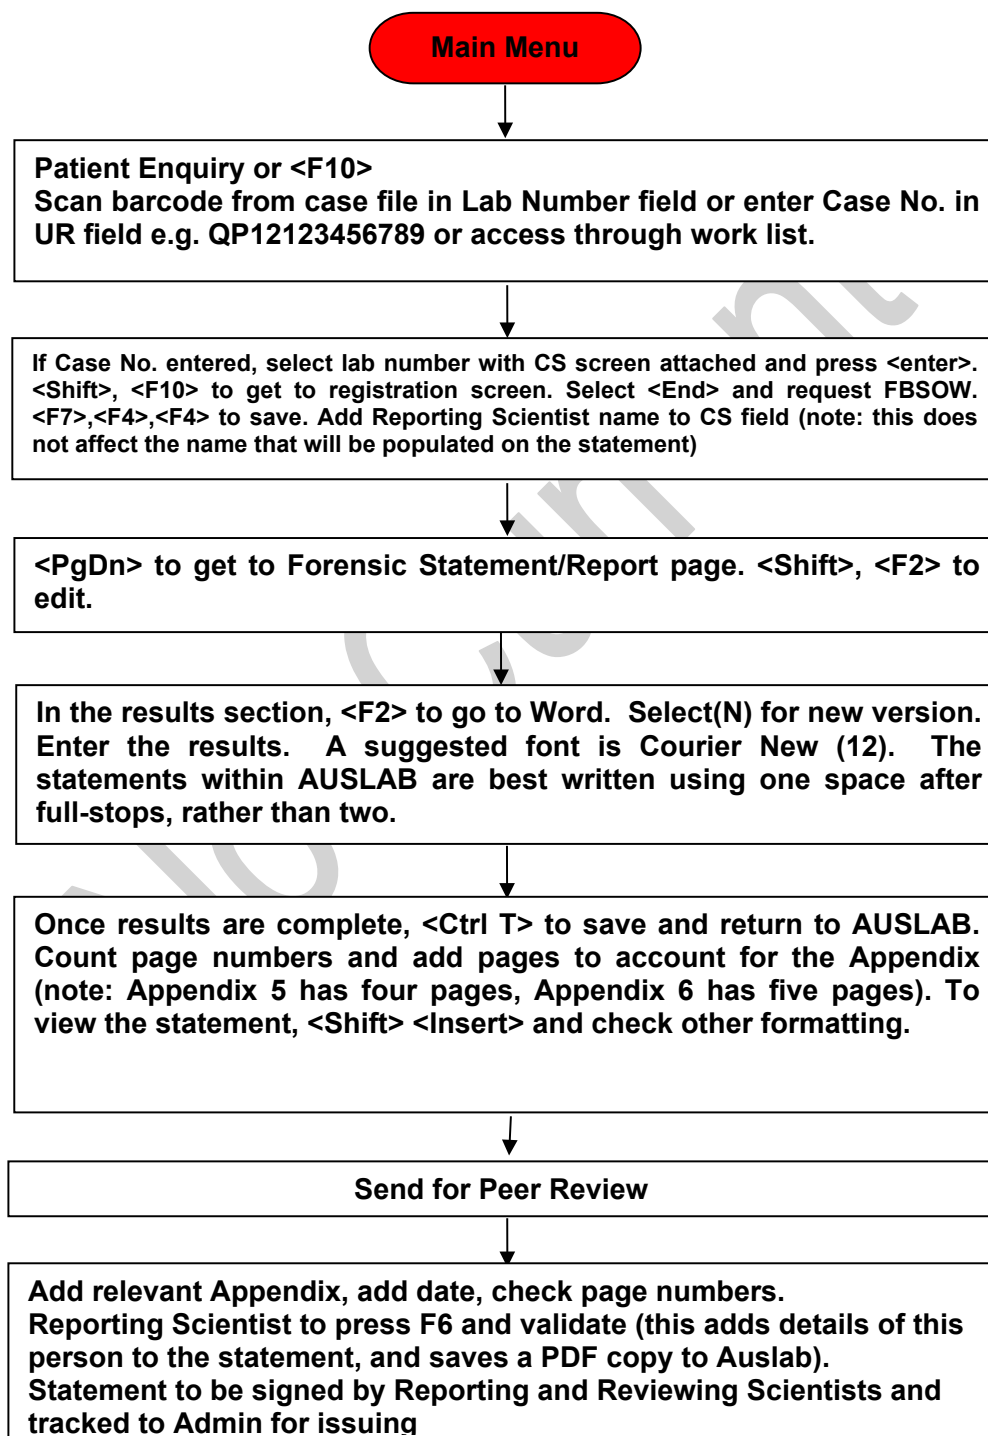 Main Menu
Patient Enquiry or <F10>
Scan barcode from case file in Lab Number field or enter Case No. in
UR field e.g. QP12123456789 or access through work list.
If Case No. entered, select lab number with CS screen attached and press <enter>.
<Shift>, <F10> to get to registration screen. Select <End> and request FBSOW.
<F7>,<F4>,<F4> to save. Add Reporting Scientist name to CS field (note: this does
not affect the name that will be populated on the statement)
<PgDn> to get to Forensic Statement/Report page. <Shift>, <F2> to
edit.
In the results section, <F2> to go to Word. Select(N) for new version.
Enter the results. A suggested font is Courier New (12). The
statements within AUSLAB are best written using one space after
full-stops, rather than two.
Once results are complete, <Ctrl T> to save and return to AUSLAB.
Count page numbers and add pages to account for the Appendix
(note: Appendix 5 has four pages, Appendix 6 has five pages). To
view the statement, <Shift> <Insert> and check other formatting.
Send for Peer Review
Add relevant Appendix, add date, check page numbers.
Reporting Scientist to press F6 and validate (this adds details of this
person to the statement, and saves a PDF copy to Auslab).
Statement to be signed by Reporting and Reviewing Scientists and
tracked to Admin for issuing